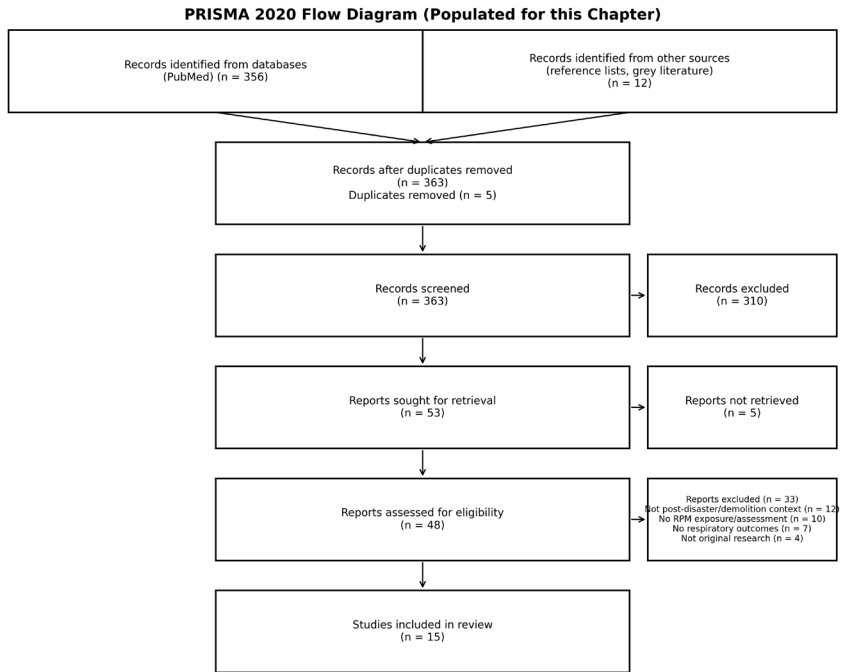 PRISMA 2020 Flow Diagram (Populated for this Chapter)
Records identified from databases
(PubMed) (n = 356)
Records identified from other sources
(reference lists, grey literature)
(n = 12)
Records after duplicates removed
(n = 363)
Duplicates removed (n = 5)
Records screened
(n = 363)
Records excluded
(n = 310)
Reports sought for retrieval
(n = 53)
Reports not retrieved
(n = 5)
Reports assessed for eligibility
(n = 48)
Reports excluded (n = 33)
Not post-disaster/demolition context (n = 12)
No RPM exposure/assessment (n = 10)
No respiratory outcomes (n = 7)
Not original research (n = 4)
Studies included in review
(n = 15)